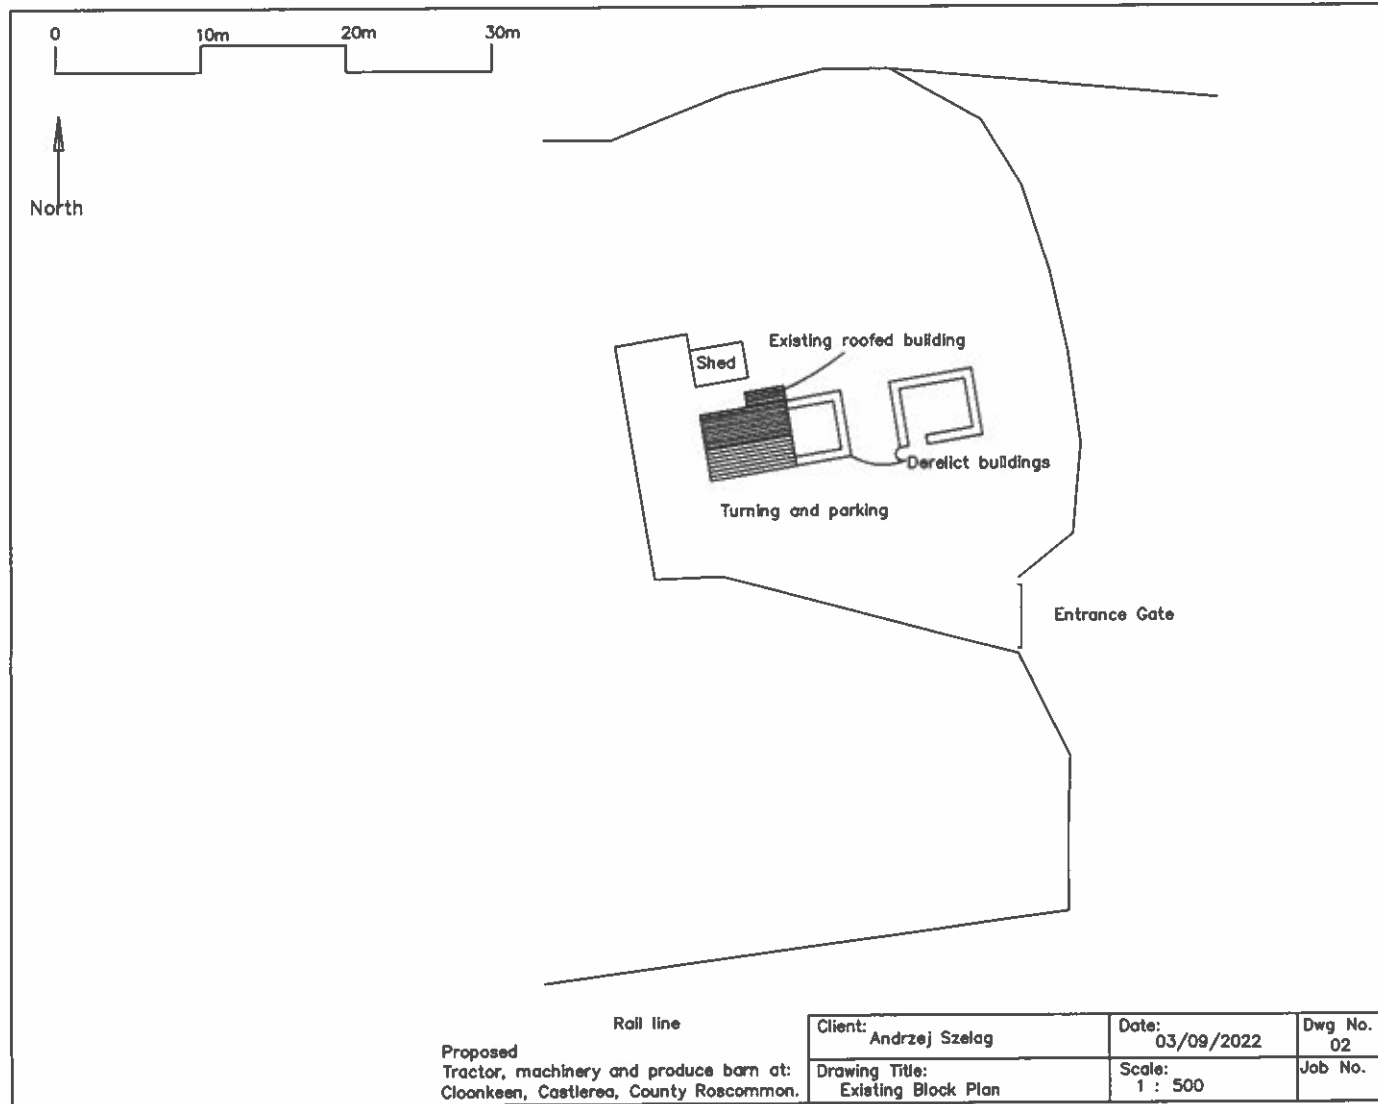 0 10m 20m 30m
North
Existing roofed building
Shed
Derelict buildings
Turning and parking
Entrance Gate
Rail line
Proposed
Tractor, machinery and produce barn at:
Cloonkeen, Castlerea, County Roscommon.
Client:
Andrzej Szelag
Date:
03/09/2022
Dwg No.
02
Drawing Title:
Existing Block Plan
Scale:
1 : 500
Job No.